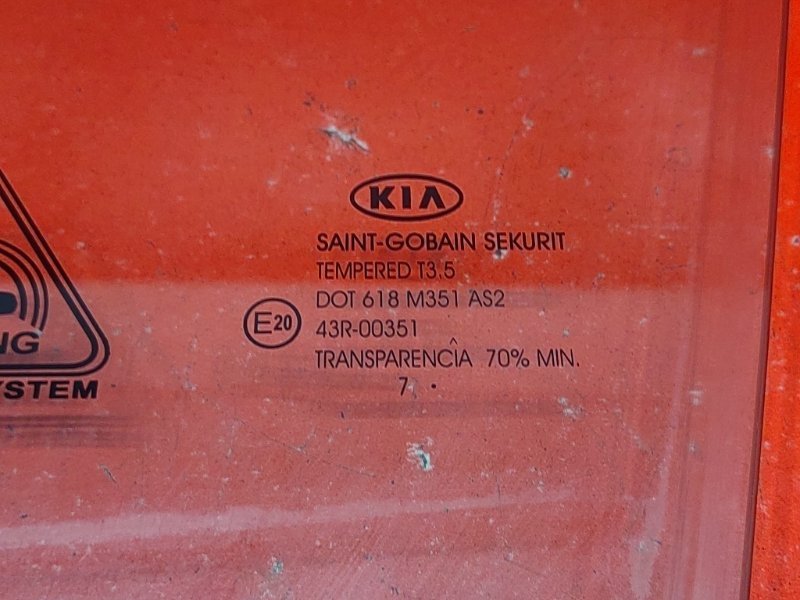 KIA
SAINT-GOBAIN SEKURIT
TEMPERED T3.5
DOT 618 M351 AS2
E20
43R-00351
TRANSPARENCÎA 70% MIN.
7 .
NG
YSTEM